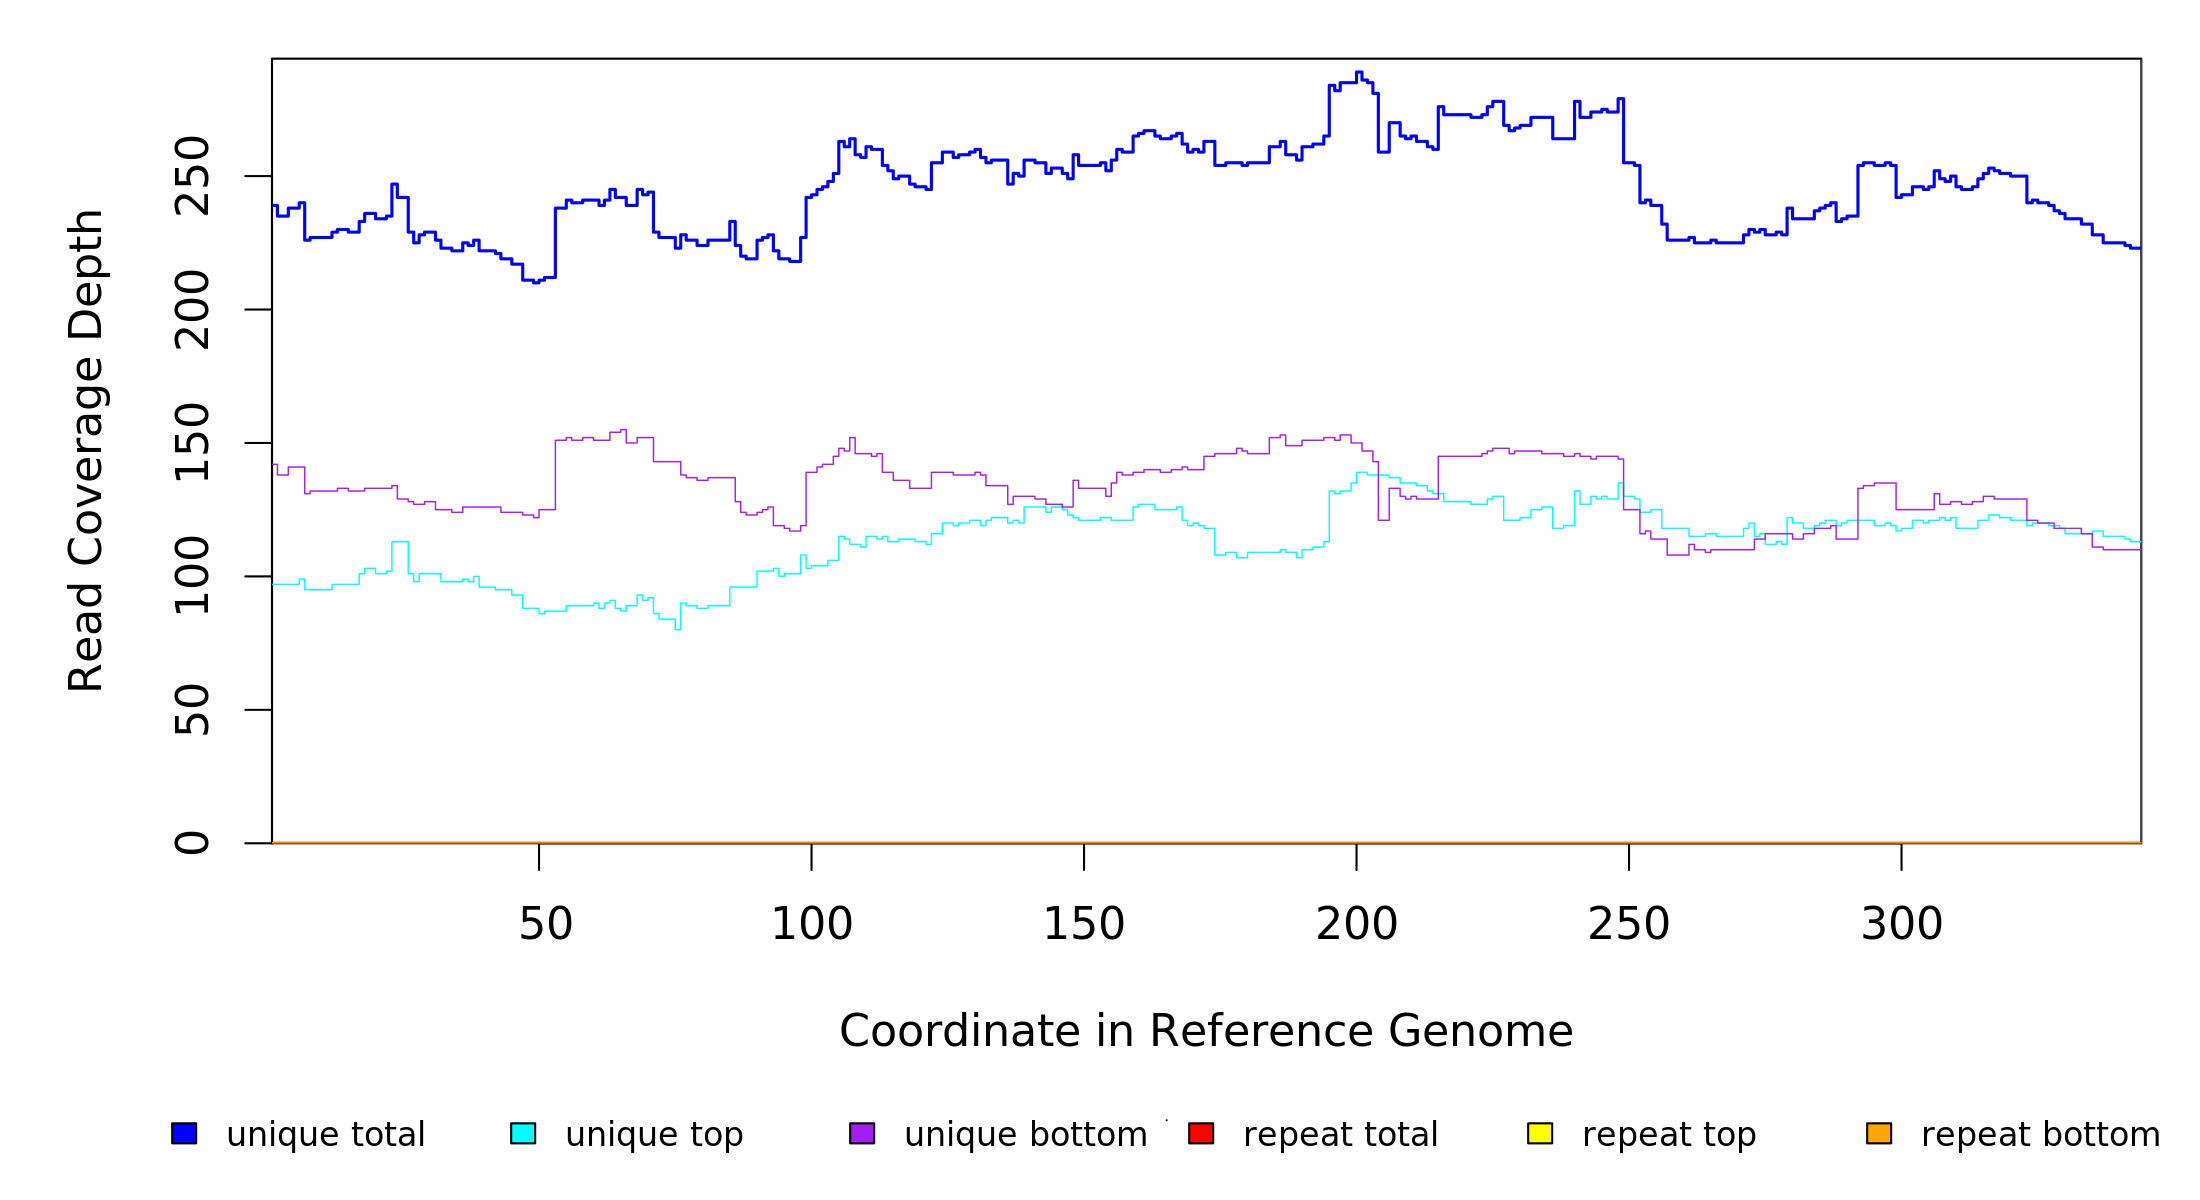 Read Coverage Depth
250
200
150
100
50
0
50 100 150 200 250 300
Coordinate in Reference Genome
unique total unique top unique bottom repeat total repeat top repeat bottom